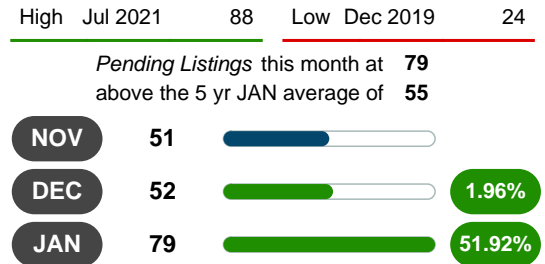 High Jul 2021 88 Low Dec 2019 24
Pending Listings this month at 79
above the 5 yr JAN average of 55
NOV 51
DEC 52 1.96%
JAN 79 51.92%